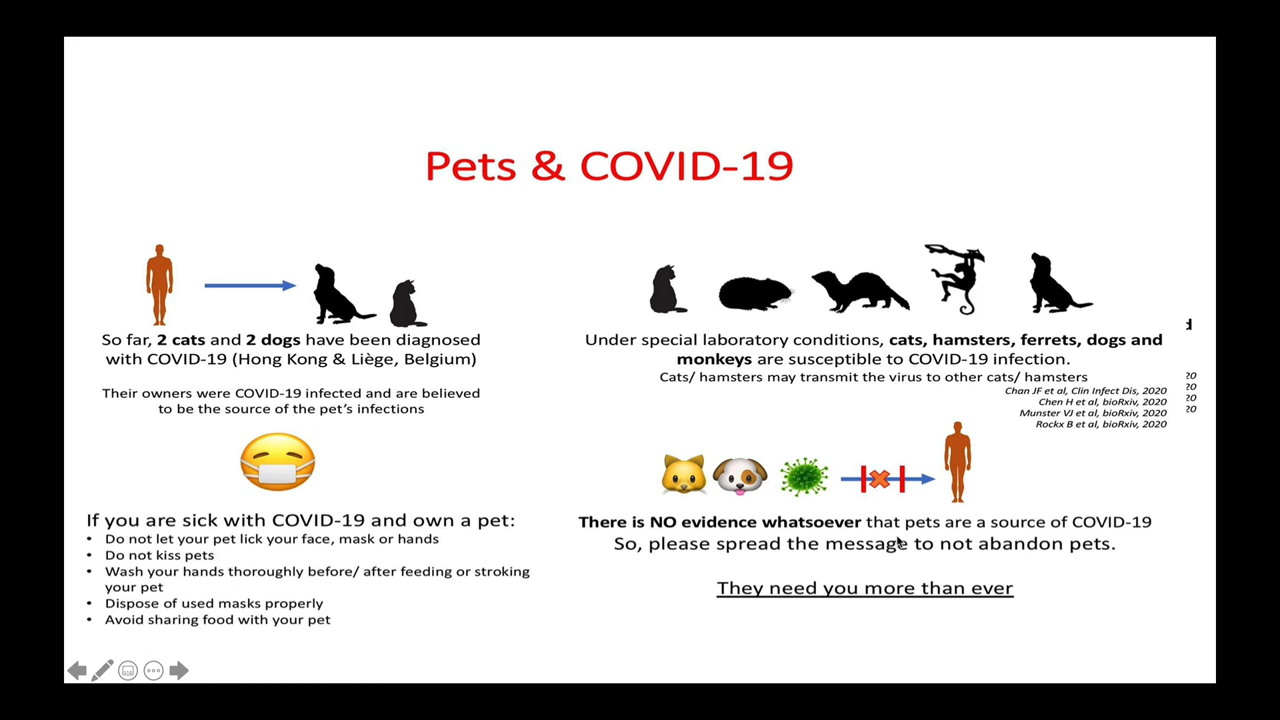 Pets & COVID-19
So far, 2 cats and 2 dogs have been diagnosed
with COVID-19 (Hong Kong & Liège, Belgium)
Their owners were COVID-19 infected and are believed
to be the source of the pet's infections
If you are sick with COVID-19 and own a pet:
• Do not let your pet lick your face, mask or hands
• Do not kiss pets
• Wash your hands thoroughly before/ after feeding or stroking
your pet
• Dispose of used masks properly
• Avoid sharing food with your pet
Under special laboratory conditions, cats, hamsters, ferrets, dogs and
monkeys are susceptible to COVID-19 infection.
Cats/ hamsters may transmit the virus to other cats/ hamsters
Chan JF et al, Clin Infect Dis, 2020
Chen H et al, bioRxiv, 2020
Munster VJ et al, bioRxiv, 2020
Rockx B et al, bioRxiv, 2020
There is NO evidence whatsoever that pets are a source of COVID-19
So, please spread the message to not abandon pets.
They need you more than ever